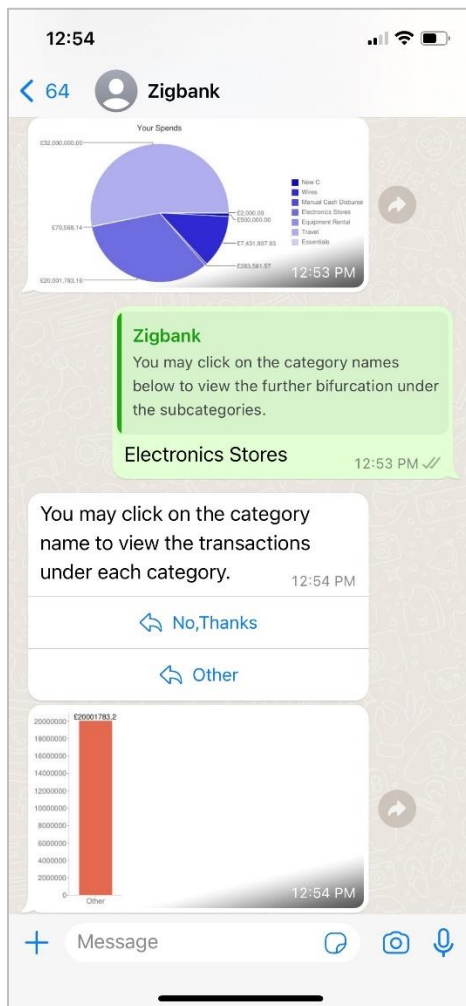 12:54
64
Zigbank
Your Spends
£32,000,000.00
New C
Wires
Manual Cash Disburse
Electronics Stores
Equipment Rental
Travel
Essentials
£2,000.00
£500,060.00
£70,568.14
£7,431,807.93
£283,581.57
£20,001,783.19
12:53 PM
Zigbank
You may click on the category names
below to view the further bifurcation under
the subcategories.
Electronics Stores
12:53 PM
You may click on the category
name to view the transactions
under each category.
12:54 PM
No,Thanks
Other
£20001783.2
20000000
18000000
16000000
14000000
12000000
10000000
8000000
6000000
4000000
2000000
0
Other
12:54 PM
Message